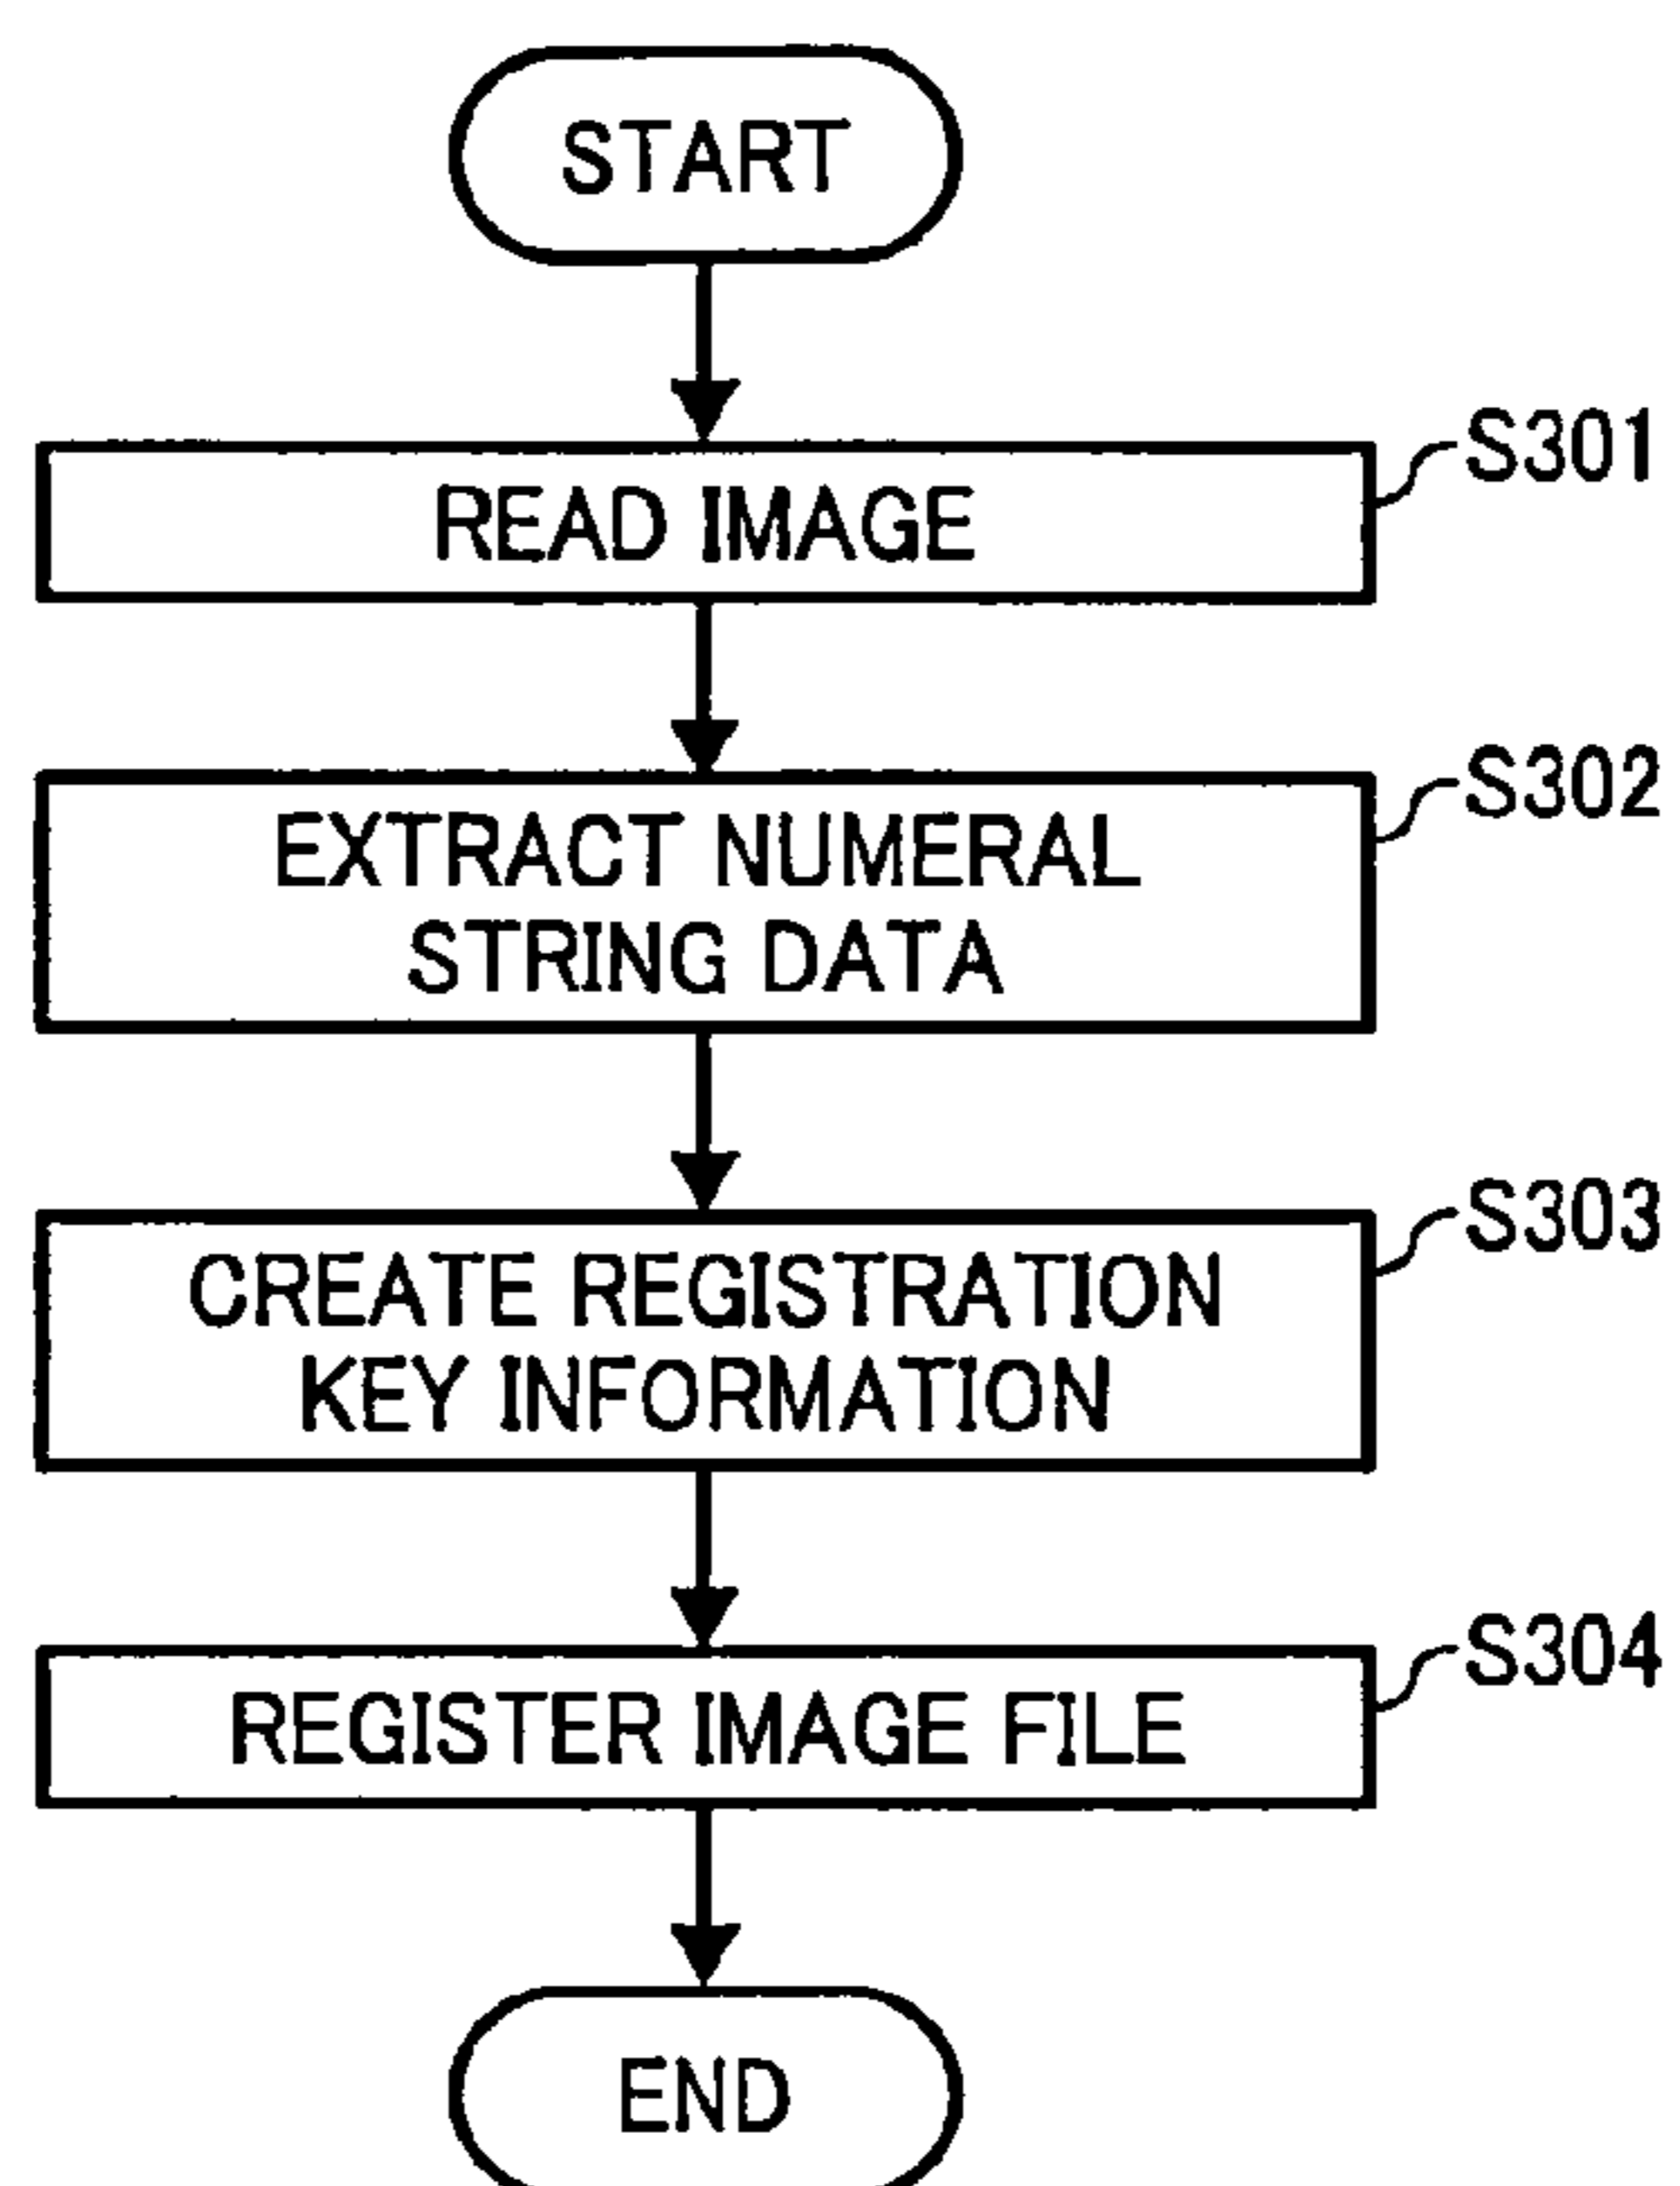 START
S301
READ IMAGE
S302
EXTRACT NUMERAL
STRING DATA
S303
CREATE REGISTRATION
KEY INFORMATION
S304
REGISTER IMAGE FILE
END